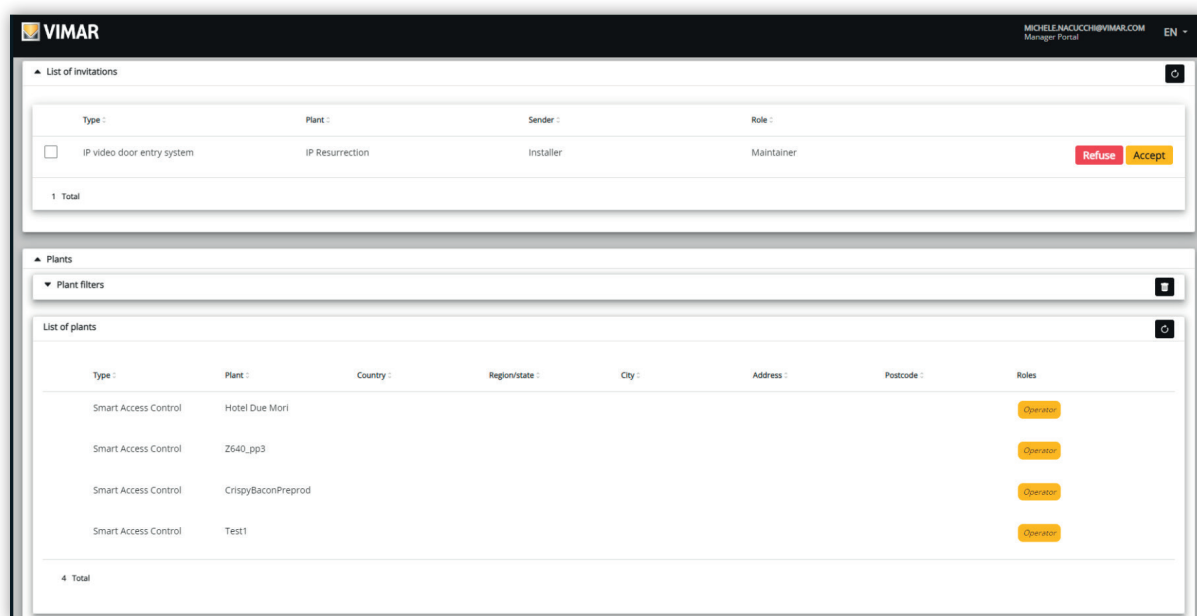 VIMAR
MICHELE.NACUCCHI@VIMAR.COM
Manager Portal
EN
List of invitations
Type Plant Sender Role
IP video door entry system IP Resurrection Installer Maintainer Refuse Accept
1 Total
Plants
Plant filters
List of plants
Type Plant Country Region/state City Address Postcode Roles
Smart Access Control Hotel Due Mori Operator
Smart Access Control Z640_pp3 Operator
Smart Access Control CrispyBaconPreprod Operator
Smart Access Control Test1 Operator
4 Total